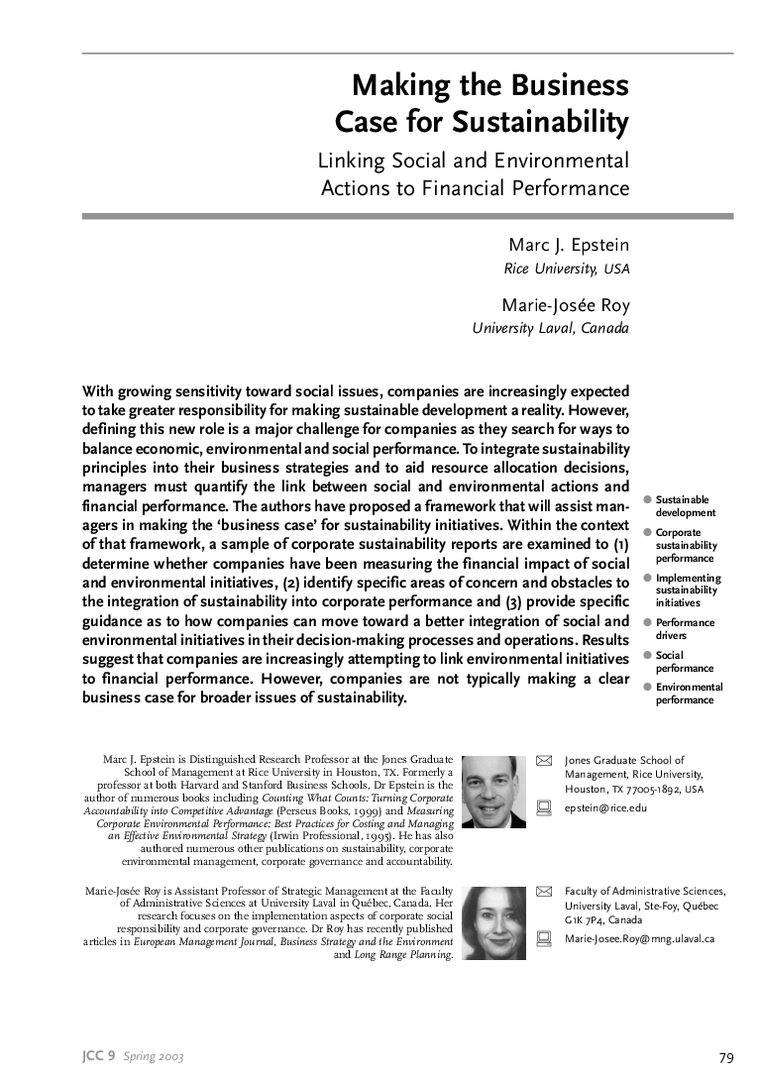 Making the Business
Case for Sustainability
Linking Social and Environmental
Actions to Financial Performance
Marc J. Epstein
Rice University, USA
Marie-Josée Roy
University Laval, Canada
With growing sensitivity toward social issues, companies are increasingly expected
to take greater responsibility for making sustainable development a reality. However,
defining this new role is a major challenge for companies as they search for ways to
balance economic, environmental and social performance. To integrate sustainability
principles into their business strategies and to aid resource allocation decisions,
managers must quantify the link between social and environmental actions and
financial performance. The authors have proposed a framework that will assist man-
agers in making the ‘business case’ for sustainability initiatives. Within the context
of that framework, a sample of corporate sustainability reports are examined to (1)
determine whether companies have been measuring the financial impact of social
and environmental initiatives, (2) identify specific areas of concern and obstacles to
the integration of sustainability into corporate performance and (3) provide specific
guidance as to how companies can move toward a better integration of social and
environmental initiatives in their decision-making processes and operations. Results
suggest that companies are increasingly attempting to link environmental initiatives
to financial performance. However, companies are not typically making a clear
business case for broader issues of sustainability.
● Sustainable
development
● Corporate
sustainability
performance
● Implementing
sustainability
initiatives
● Performance
drivers
● Social
performance
● Environmental
performance
Marc J. Epstein is Distinguished Research Professor at the Jones Graduate
School of Management at Rice University in Houston, TX. Formerly a
professor at both Harvard and Stanford Business Schools, Dr Epstein is the
author of numerous books including Counting What Counts: Turning Corporate
Accountability into Competitive Advantage (Perseus Books, 1999) and Measuring
Corporate Environmental Performance: Best Practices for Costing and Managing
an Effective Environmental Strategy (Irwin Professional, 1995). He has also
authored numerous other publications on sustainability, corporate
environmental management, corporate governance and accountability.
Jones Graduate School of
Management, Rice University,
Houston, TX 77005-1892, USA
epstein@rice.edu
Marie-Josée Roy is Assistant Professor of Strategic Management at the Faculty
of Administrative Sciences at University Laval in Québec, Canada. Her
research focuses on the implementation aspects of corporate social
responsibility and corporate governance. Dr Roy has recently published
articles in European Management Journal, Business Strategy and the Environment
and Long Range Planning.
Faculty of Administrative Sciences,
University Laval, Ste-Foy, Québec
G1K 7P4, Canada
Marie-Josee.Roy@mng.ulaval.ca
JCC 9 Spring 2003
79